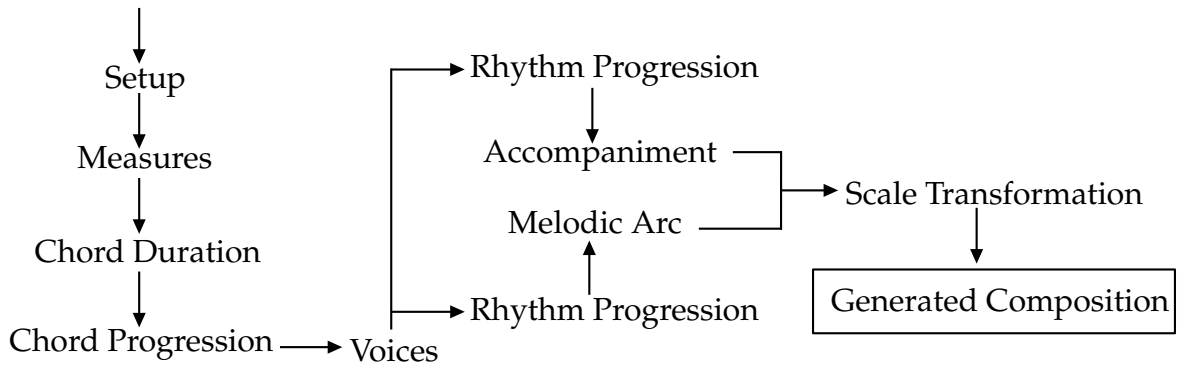 Setup
Measures
Chord Duration
Chord Progression
Voices
Rhythm Progression
Accompaniment
Melodic Arc
Rhythm Progression
Scale Transformation
Generated Composition